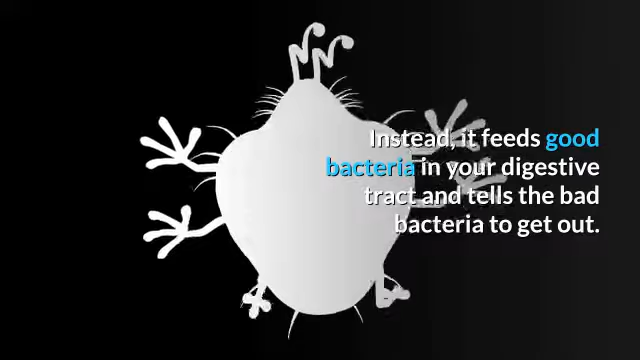 Instead, it feeds good
bacteria in your digestive
tract and tells the bad
bacteria to get out.